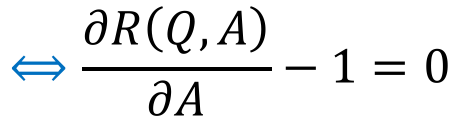 ⟺ ∂R(Q, A)/∂A − 1 = 0